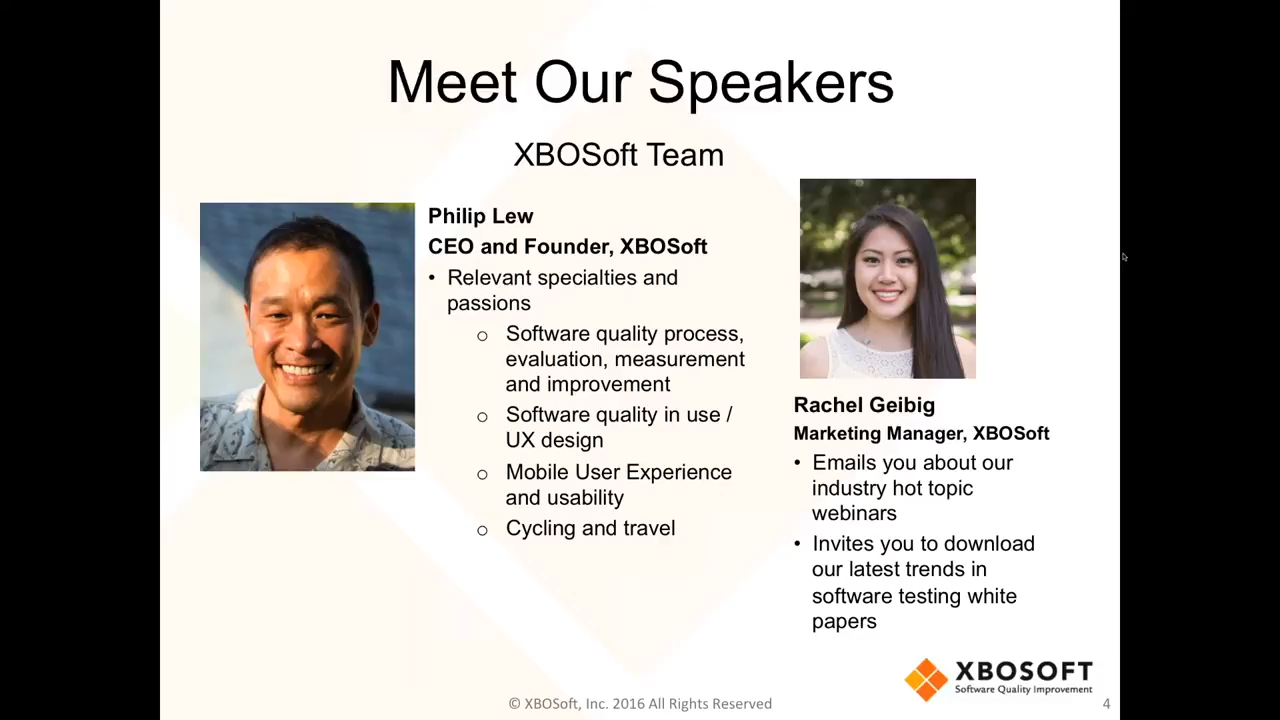 Meet Our Speakers
XBOSoft Team
Philip Lew
CEO and Founder, XBOSoft
• Relevant specialties and
passions
o Software quality process,
evaluation, measurement
and improvement
o Software quality in use /
UX design
o Mobile User Experience
and usability
o Cycling and travel
Rachel Geibig
Marketing Manager, XBOSoft
• Emails you about our
industry hot topic
webinars
• Invites you to download
our latest trends in
software testing white
papers
XBOSOFT
Software Quality Improvement
© XBOSoft, Inc. 2016 All Rights Reserved
4